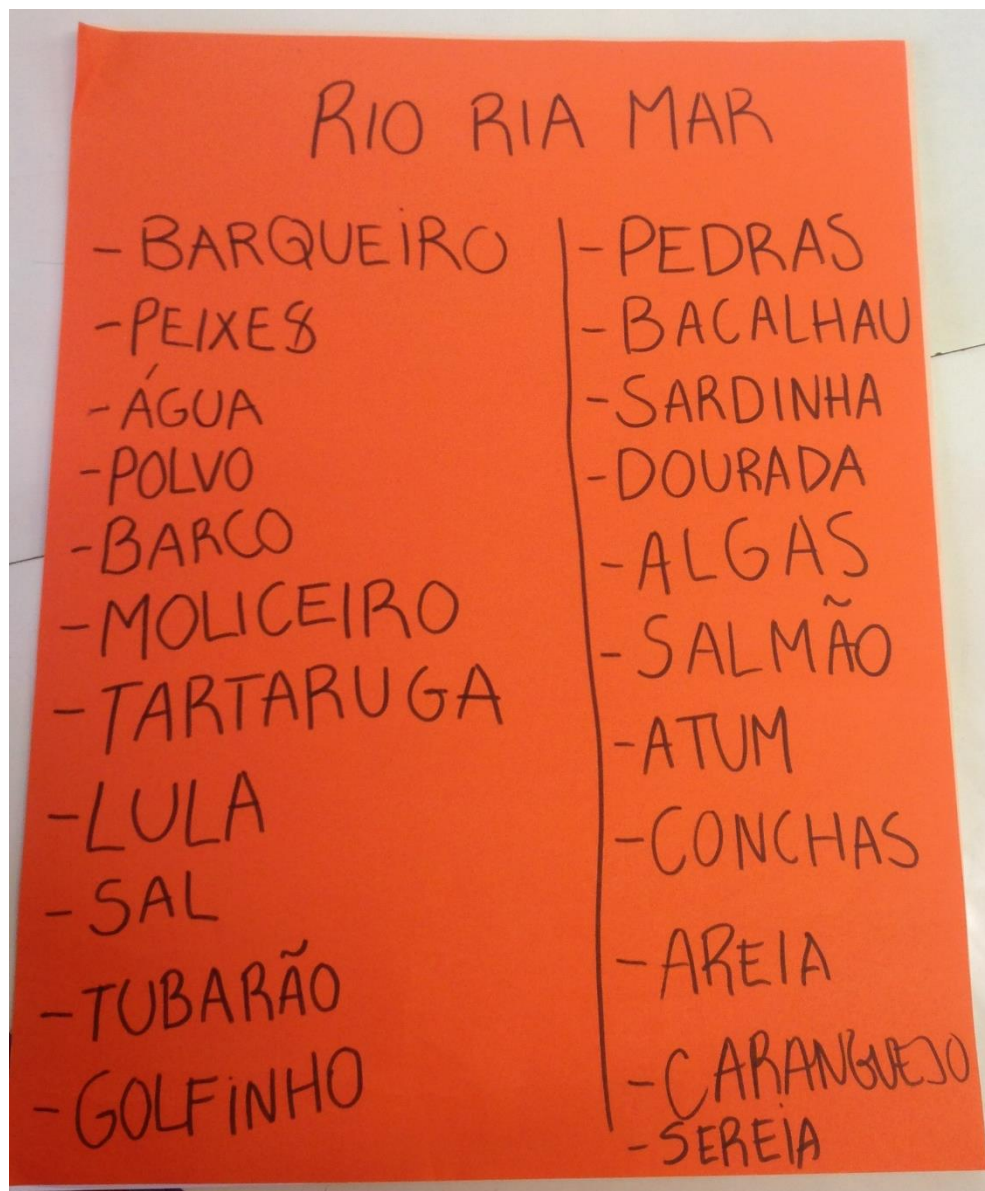 RIO RIA MAR
- BARQUEIRO
- PEIXES
- ÁGUA
- POLVO
- BARCO
- MOLICEIRO
- TARTARUGA
- LULA
- SAL
- TUBARÃO
- GOLFINHO
- PEDRAS
- BACALHAU
- SARDINHA
- DOURADA
- ALGAS
- SALMÃO
- ATUM
- CONCHAS
- AREIA
- CARANGUEJO
- SEREIA